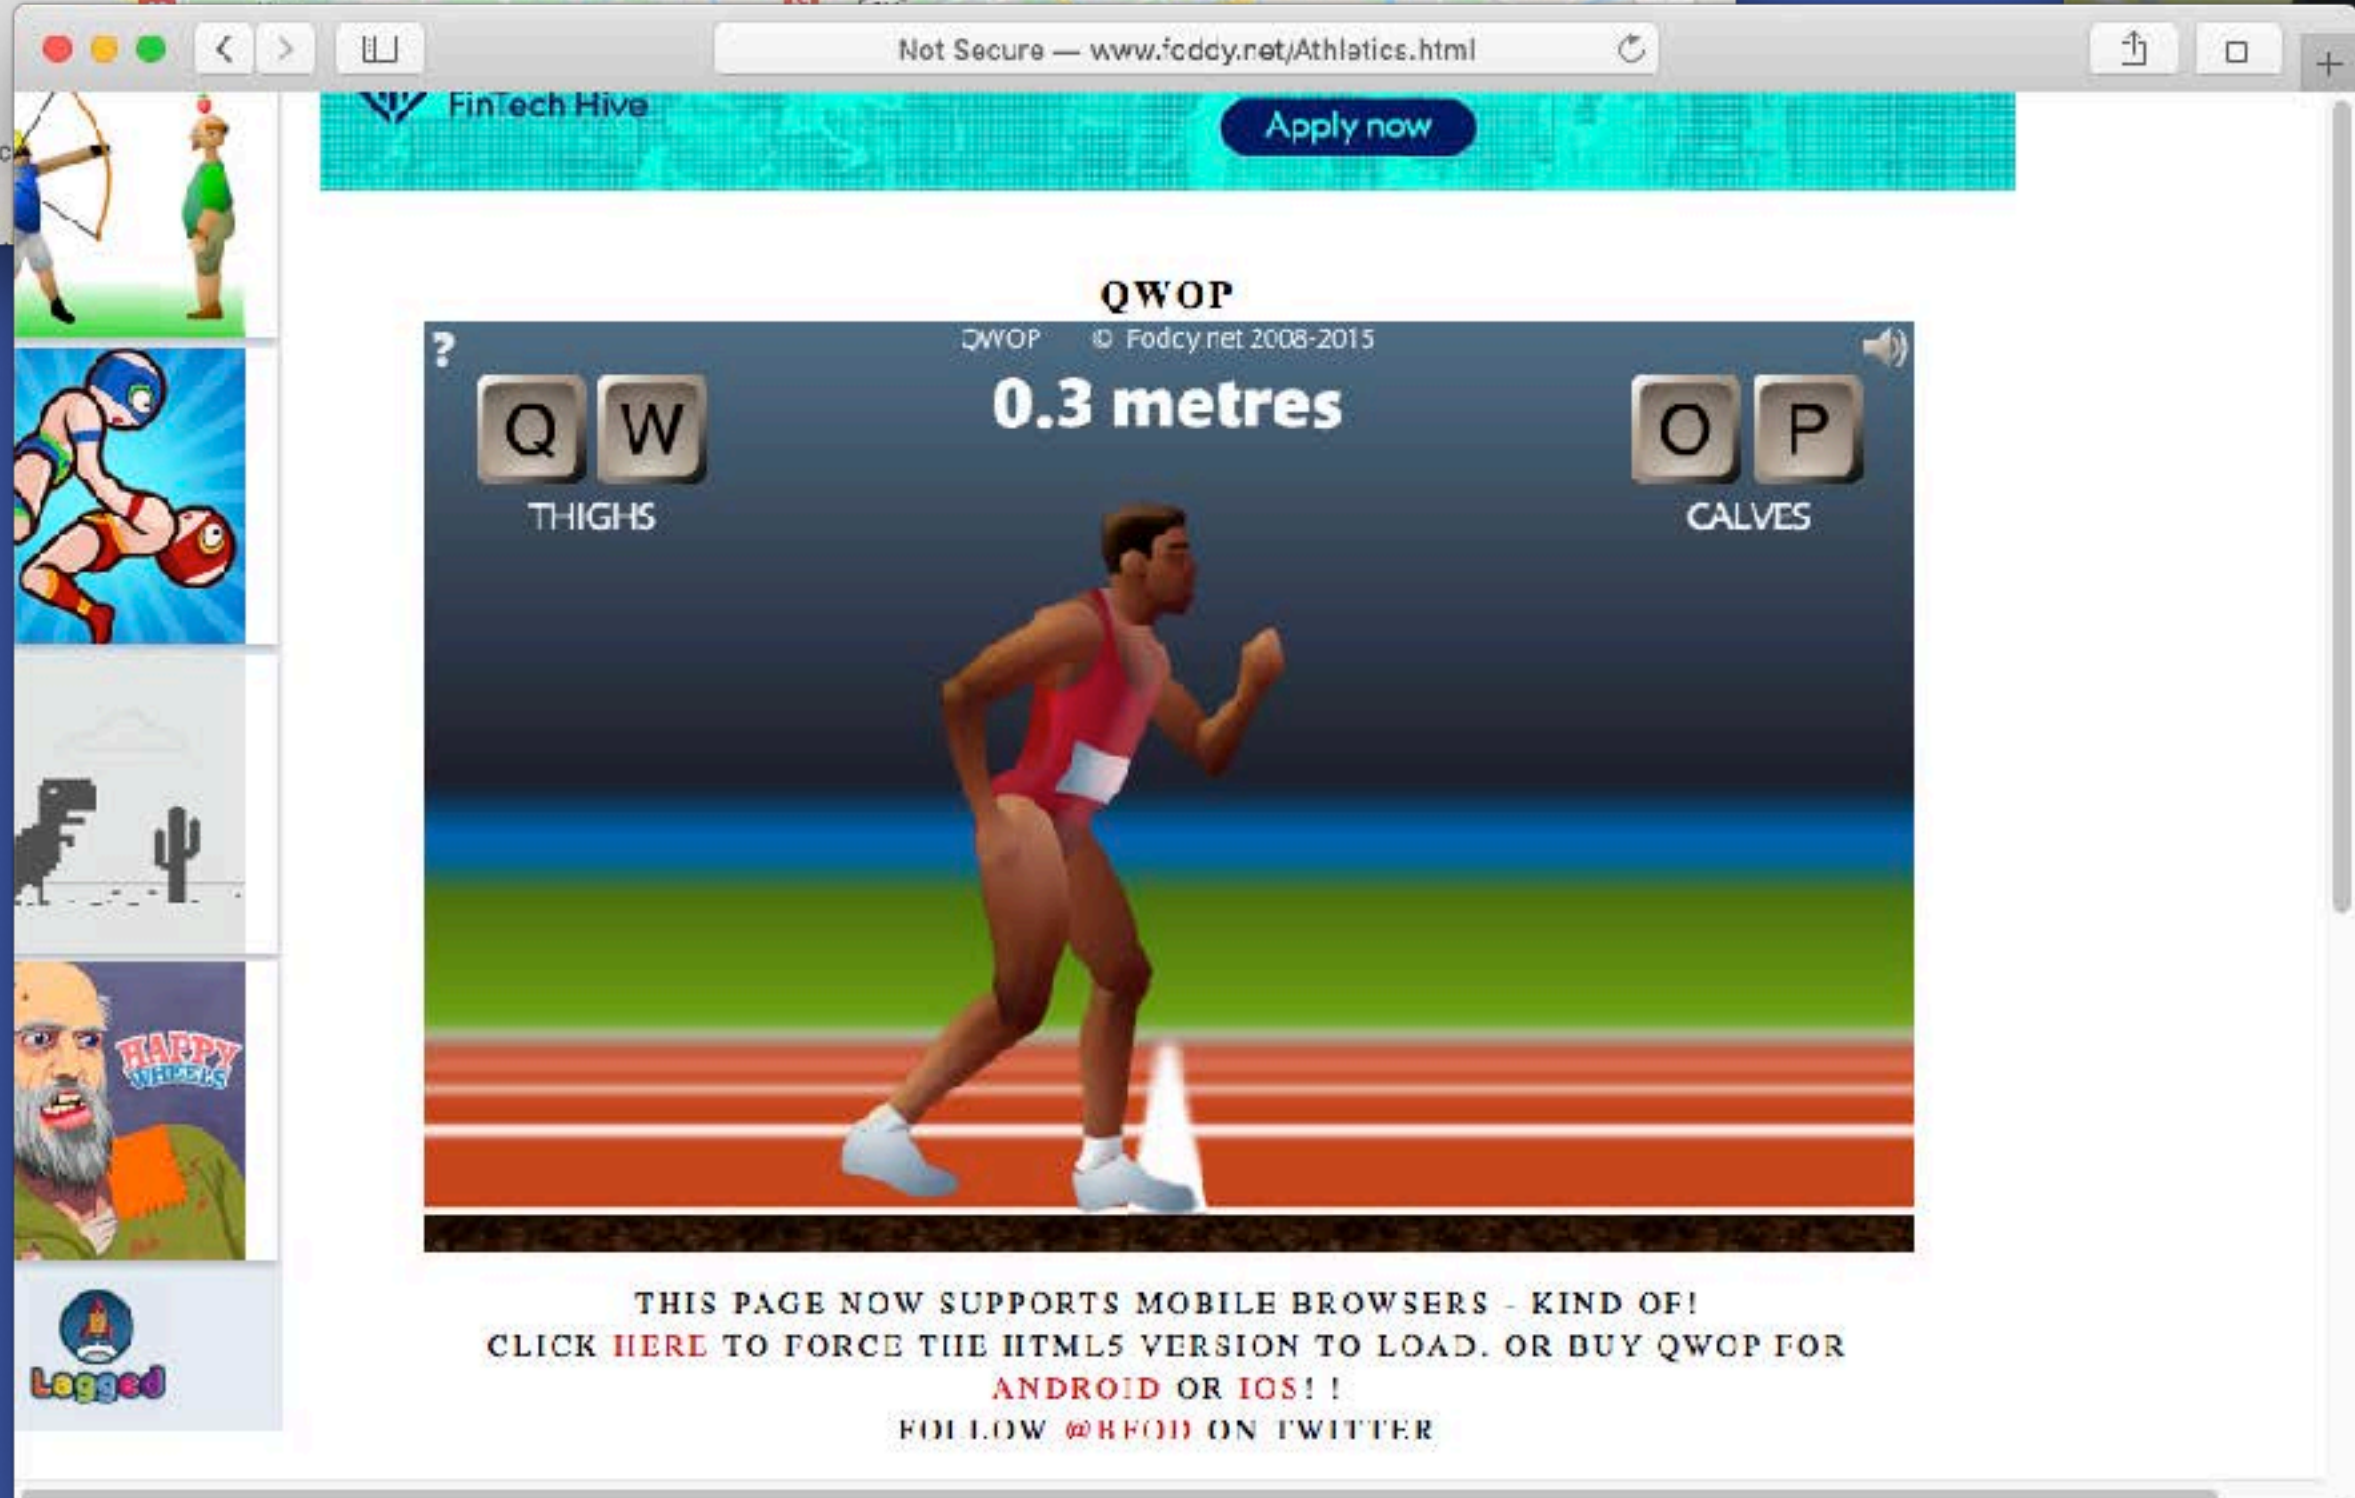 Not Secure — www.foddy.net/Athletics.html
FinTech Hive
Apply now
QWOP
?
QWOP © Foddy.net 2008-2015
Q W
0.3 metres
O P
THIGHS
CALVES
HAPPY
WHEELS
Lagged
THIS PAGE NOW SUPPORTS MOBILE BROWSERS - KIND OF!
CLICK HERE TO FORCE THE HTML5 VERSION TO LOAD. OR BUY QWOP FOR
ANDROID OR IOS! !
FOLLOW @BFOD ON TWITTER